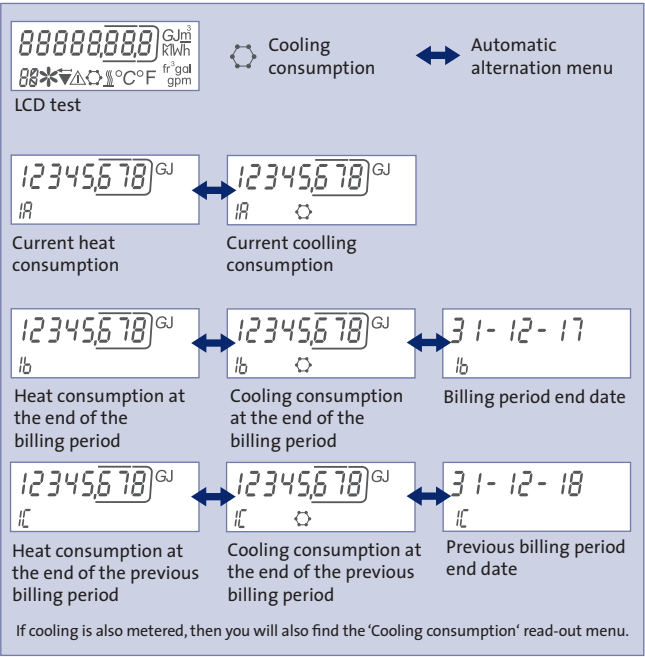 88888,88,8) GJm³
kWh
88 °C°F ft³gal
gpm
LCD test
Cooling
consumption
Automatic
alternation menu
12345,678 GJ
1A
Current heat
consumption
12345,678 GJ
1A
Current coolling
consumption
12345,678 GJ
1b
Heat consumption at
the end of the
billing period
12345,678 GJ
1b
Cooling consumption
at the end of the
billing period
31-12-17
1b
Billing period end date
12345,678 GJ
1C
Heat consumption at
the end of the previous
billing period
12345,678 GJ
1C
Cooling consumption at
the end of the previous
billing period
31-12-18
1C
Previous billing period
end date
If cooling is also metered, then you will also find the ‘Cooling consumption‘ read-out menu.